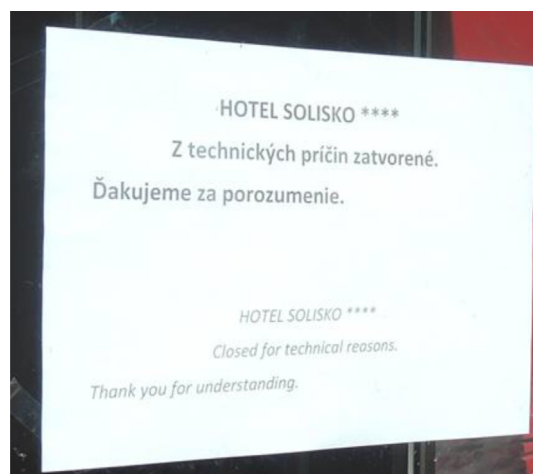 HOTEL SOLISKO ****
Z technických príčin zatvorené.
Ďakujeme za porozumenie.
HOTEL SOLISKO ****
Closed for technical reasons.
Thank you for understanding.